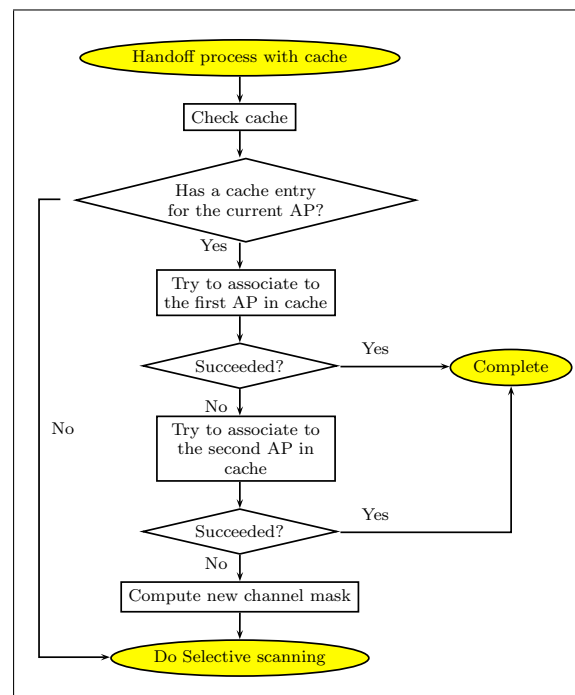 Handoff process with cache
Check cache
Has a cache entry
for the current AP?
Yes
Try to associate to
the first AP in cache
Succeeded?
Yes
Complete
No
Try to associate to
the second AP in
cache
No
Succeeded?
Yes
No
Compute new channel mask
Do Selective scanning